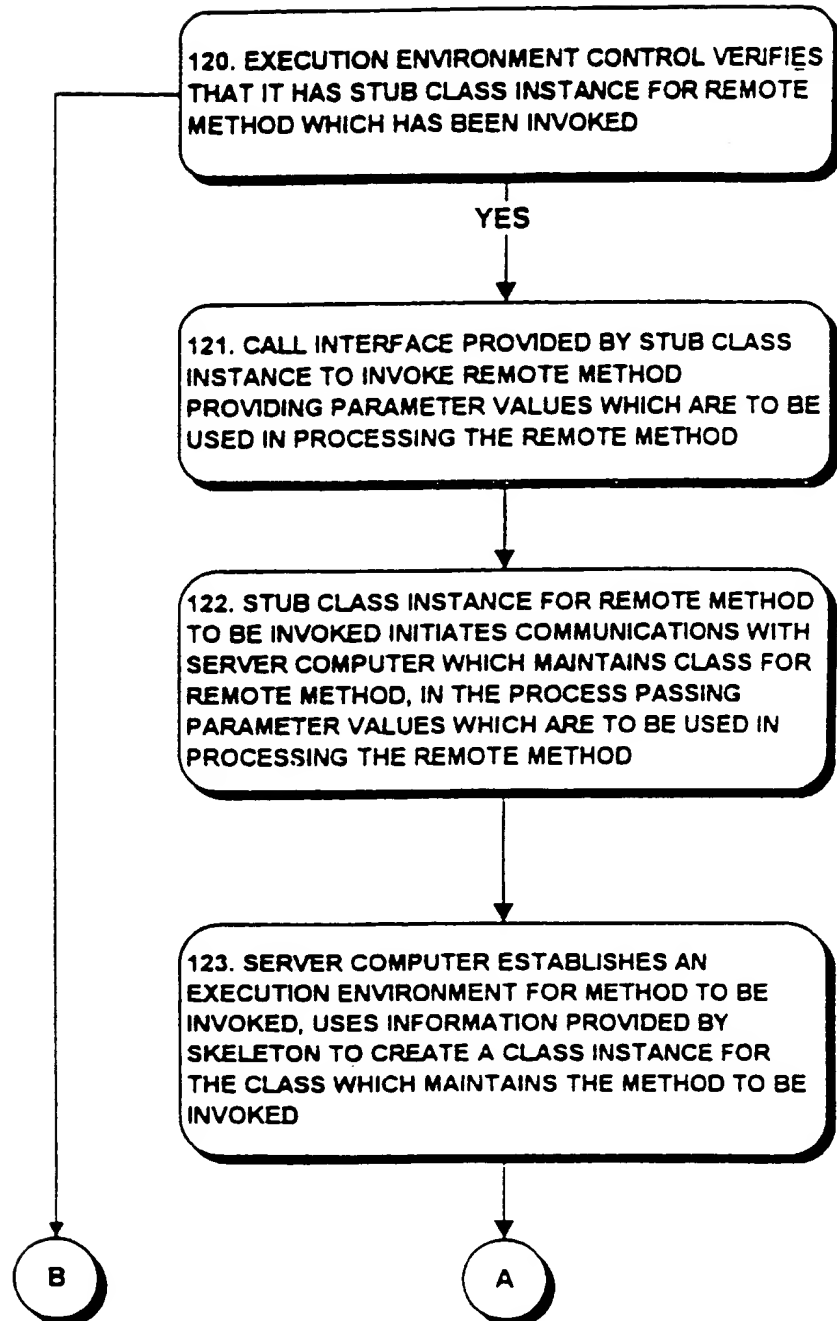 120. EXECUTION ENVIRONMENT CONTROL VERIFIES
THAT IT HAS STUB CLASS INSTANCE FOR REMOTE
METHOD WHICH HAS BEEN INVOKED
YES
121. CALL INTERFACE PROVIDED BY STUB CLASS
INSTANCE TO INVOKE REMOTE METHOD
PROVIDING PARAMETER VALUES WHICH ARE TO BE
USED IN PROCESSING THE REMOTE METHOD
122. STUB CLASS INSTANCE FOR REMOTE METHOD
TO BE INVOKED INITIATES COMMUNICATIONS WITH
SERVER COMPUTER WHICH MAINTAINS CLASS FOR
REMOTE METHOD, IN THE PROCESS PASSING
PARAMETER VALUES WHICH ARE TO BE USED IN
PROCESSING THE REMOTE METHOD
123. SERVER COMPUTER ESTABLISHES AN
EXECUTION ENVIRONMENT FOR METHOD TO BE
INVOKED, USES INFORMATION PROVIDED BY
SKELETON TO CREATE A CLASS INSTANCE FOR
THE CLASS WHICH MAINTAINS THE METHOD TO BE
INVOKED
B
A